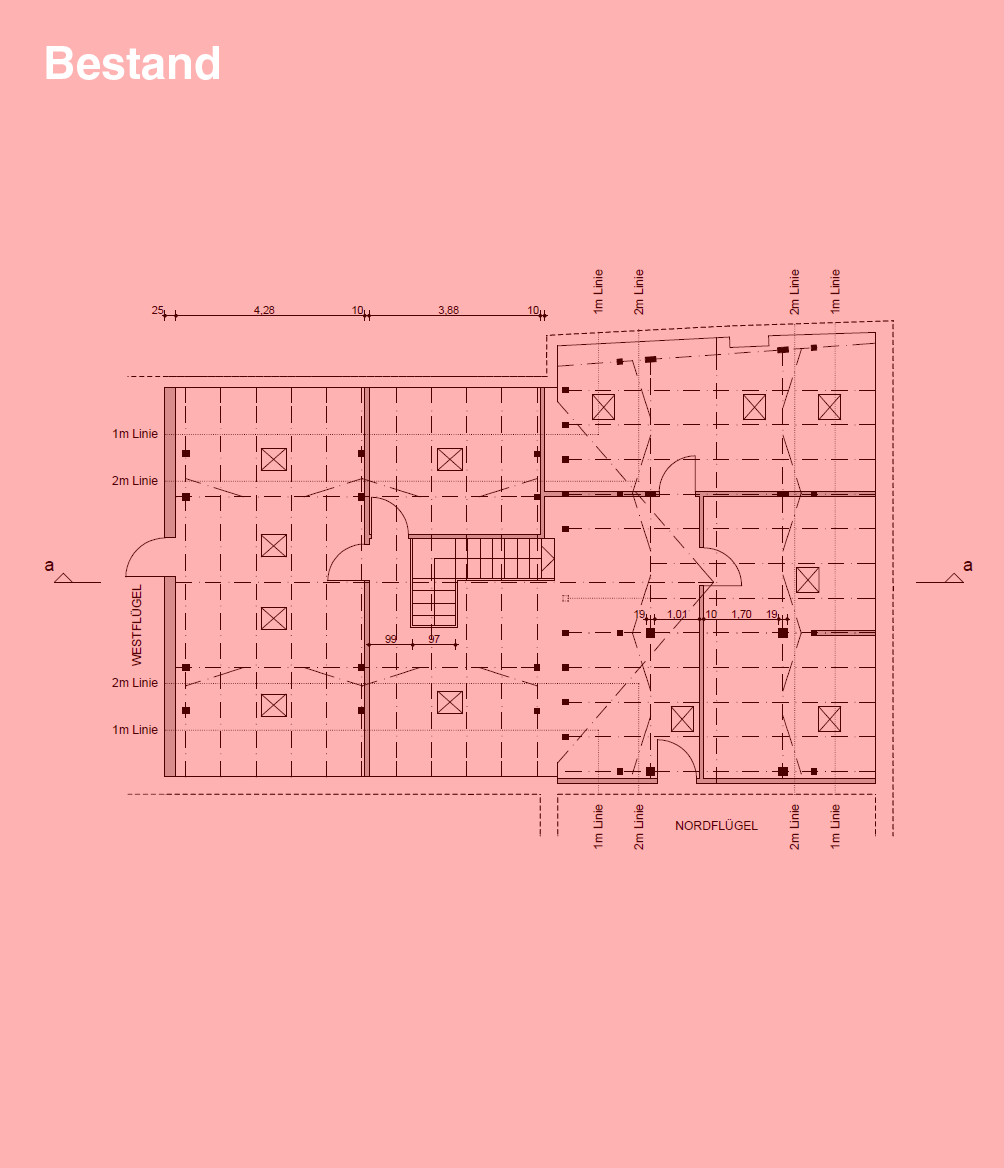 Bestand
1m Linie
2m Linie
2m Linie
1m Linie
25
4,28
10
3,88
10
1m Linie
2m Linie
a
a
WESTFLÜGEL
19
1,01
10
1,70
19
99
97
2m Linie
1m Linie
1m Linie
2m Linie
NORDFLÜGEL
2m Linie
1m Linie